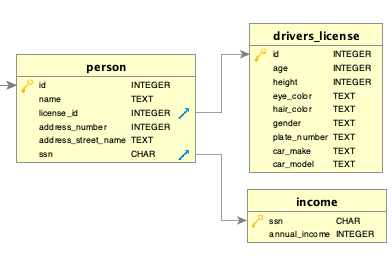 person
id INTEGER
name TEXT
license_id INTEGER
address_number INTEGER
address_street_name TEXT
ssn CHAR
drivers_license
id INTEGER
age INTEGER
height INTEGER
eye_color TEXT
hair_color TEXT
gender TEXT
plate_number TEXT
car_make TEXT
car_model TEXT
income
ssn CHAR
annual_income INTEGER